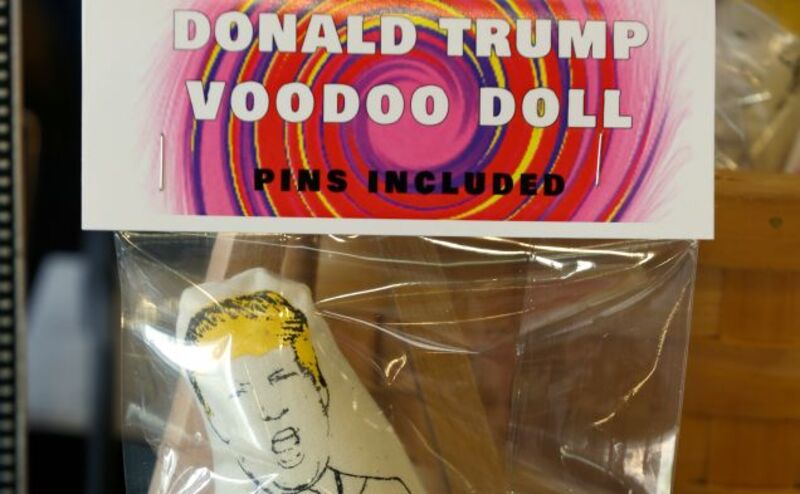 DONALD TRUMP
VOODOO DOLL
PINS INCLUDED